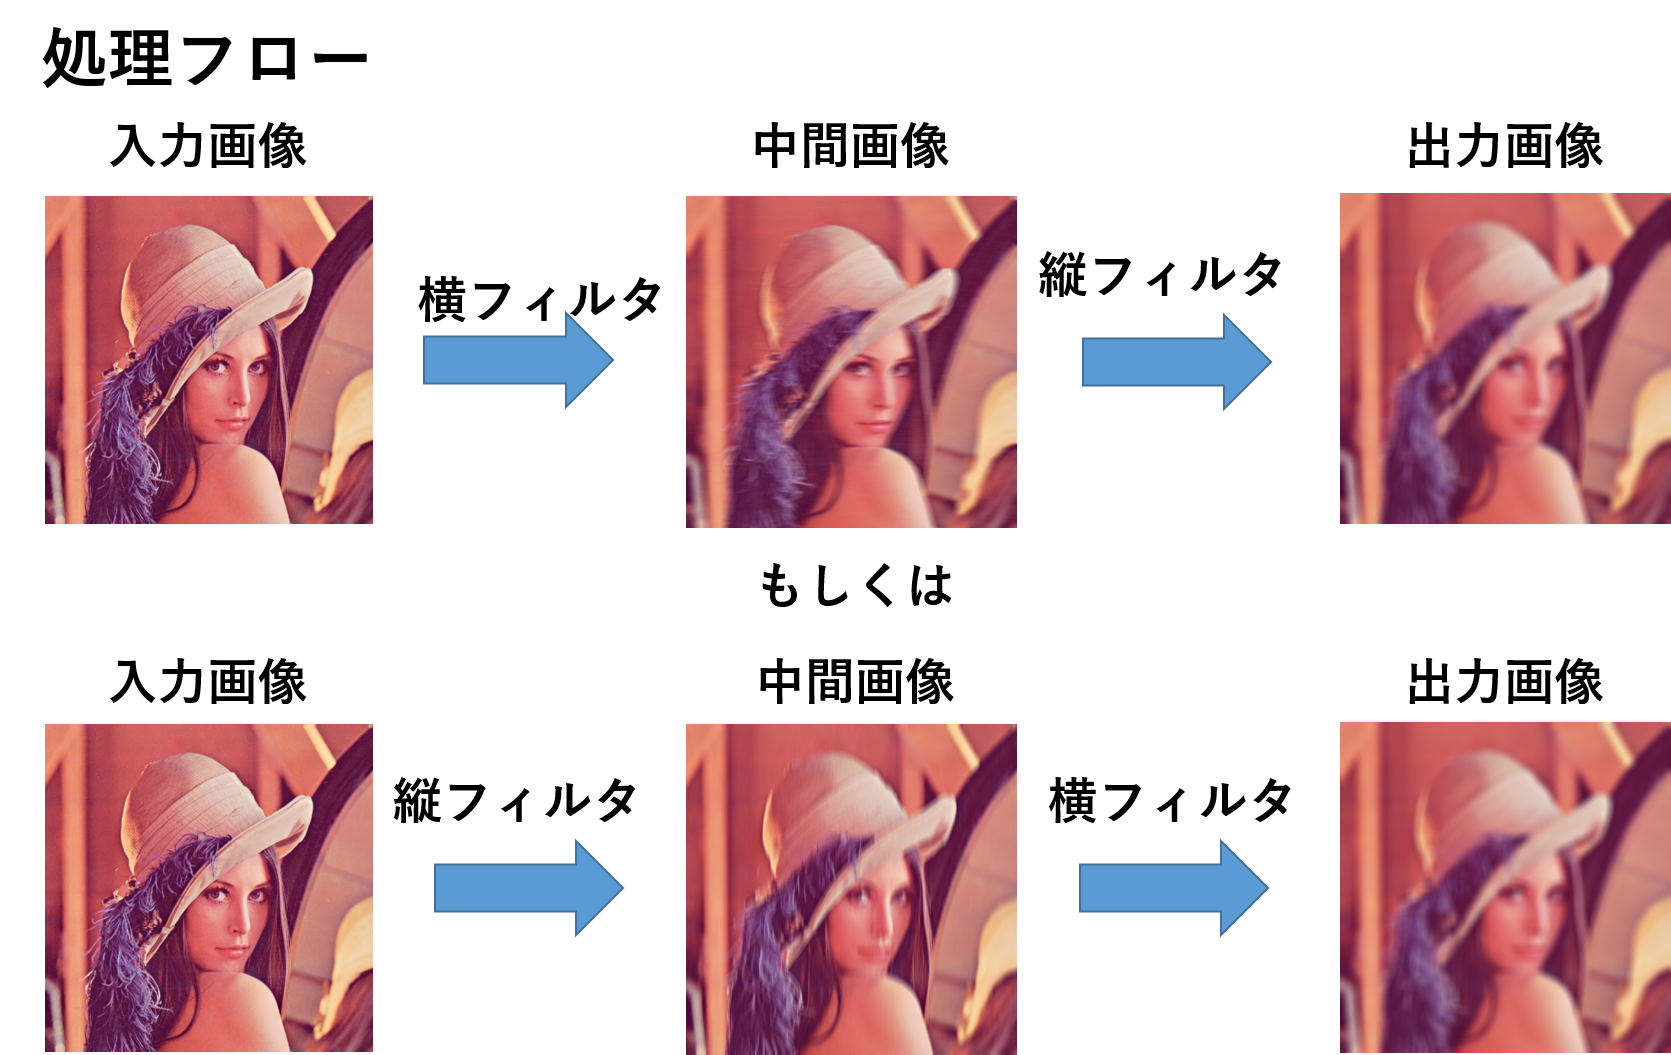 処理フロー
入力画像
中間画像
出力画像
横フィルタ
縦フィルタ
もしくは
入力画像
中間画像
出力画像
縦フィルタ
横フィルタ